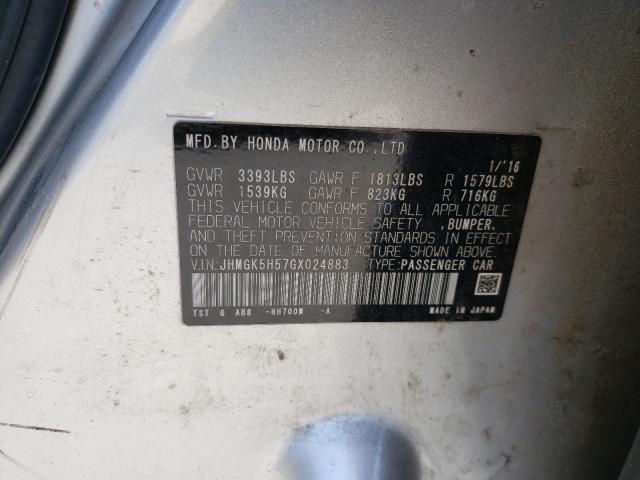 MFD.BY HONDA MOTOR CO.,LTD
1/'16
GVWR 3393LBS GAWR F 1813LBS R 1579LBS
GVWR 1539KG GAWR F 823KG R 716KG
THIS VEHICLE CONFORMS TO ALL APPLICABLE
FEDERAL MOTOR VEHICLE SAFETY ,BUMPER,
AND THEFT PREVENTION STANDARDS IN EFFECT
ON THE DATE OF MANUFACTURE SHOWN ABOVE.
V.I.N.:JHMGK5H57GX024883 TYPE:PASSENGER CAR
TST G AB8 -NH700M -A MADE IN JAPAN